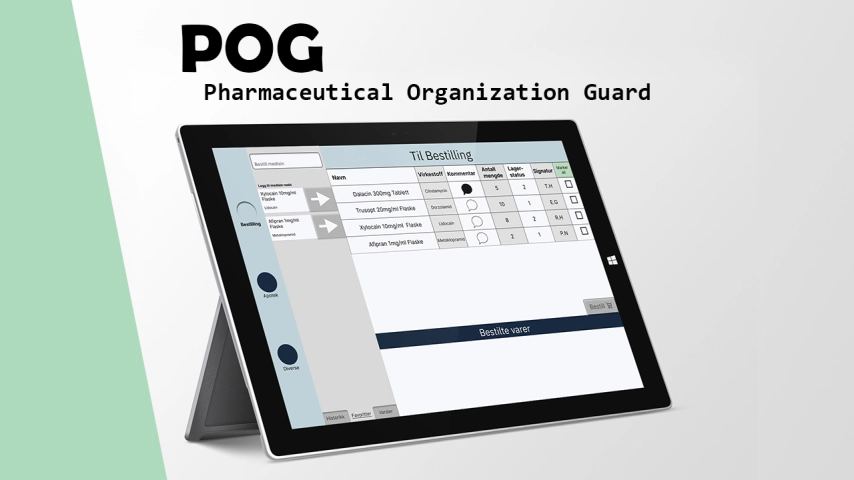 POG
Pharmaceutical Organization Guard
Til Bestilling
Bestill medisin
Navn Virkestoff Kommentar Antall mengde Lager-status Signatur Marker alt
Legg til medisin raskt
Xylocain 10mg/ml Flaske
Lidocain
Dalacin 300mg Tablett Clindamycin 5 2 T.H
Trusopt 20mg/ml Flaske Dorzolamid 10 1 E.G
Afipran 1mg/ml Flaske
Metoklopramid
Xylocain 10mg/ml Flaske Lidocain 8 2 R.H
Afipran 1mg/ml Flaske Metoklopramid 2 1 P.N
Bestilling
Apotek
Diverse
Bestill
Bestilte varer
Historikk Favoritter Varsler